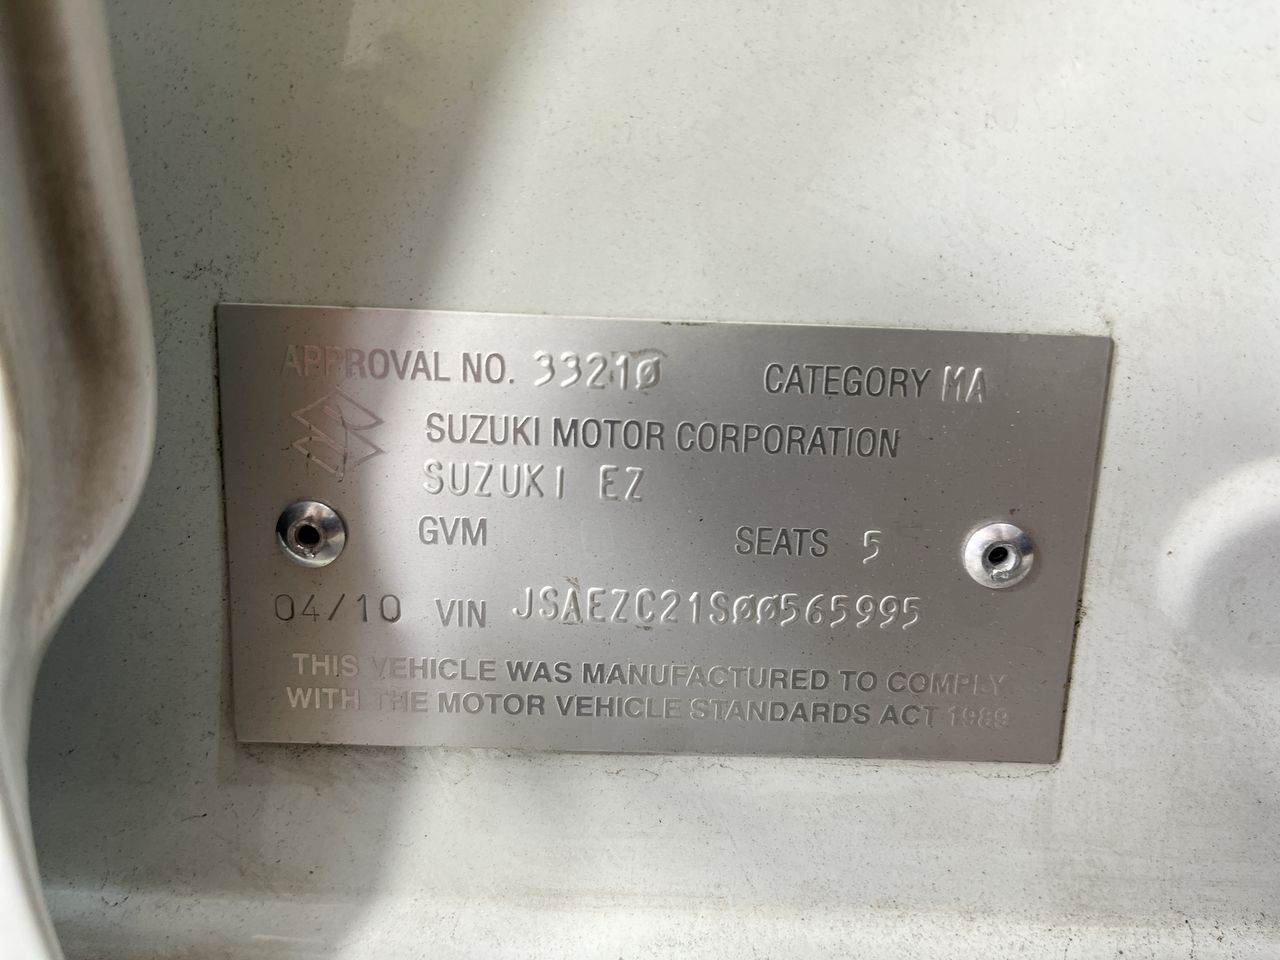 APPROVAL NO. 33210 CATEGORY MA
SUZUKI MOTOR CORPORATION
SUZUKI EZ
GVM SEATS 5
04/10 VIN JSAEZC21S00565995
THIS VEHICLE WAS MANUFACTURED TO COMPLY
WITH THE MOTOR VEHICLE STANDARDS ACT 1989